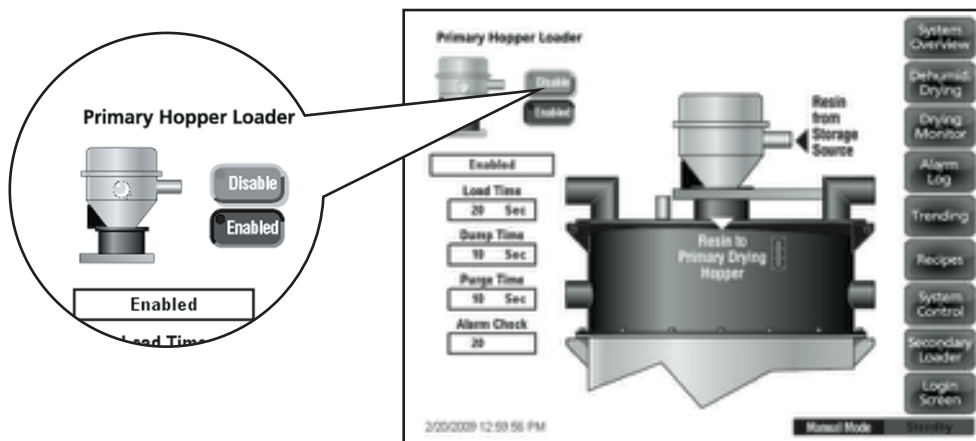 Primary Hopper Loader
Disable
Enabled
Enabled
Load Time
Primary Hopper Loader
Disable
Enabled
Enabled
Load Time
20 Sec
Dump Time
10 Sec
Purge Time
10 Sec
Alarm Check
20
Resin
from
Storage
Source
Resin to
Primary Drying
Hopper
System
Overview
Dehumid.
Drying
Drying
Monitor
Alarm
Log
Trending
Recipes
System
Control
Secondary
Loader
Login
Screen
2/20/2009 12:59:56 PM
Manual Mode
Standby